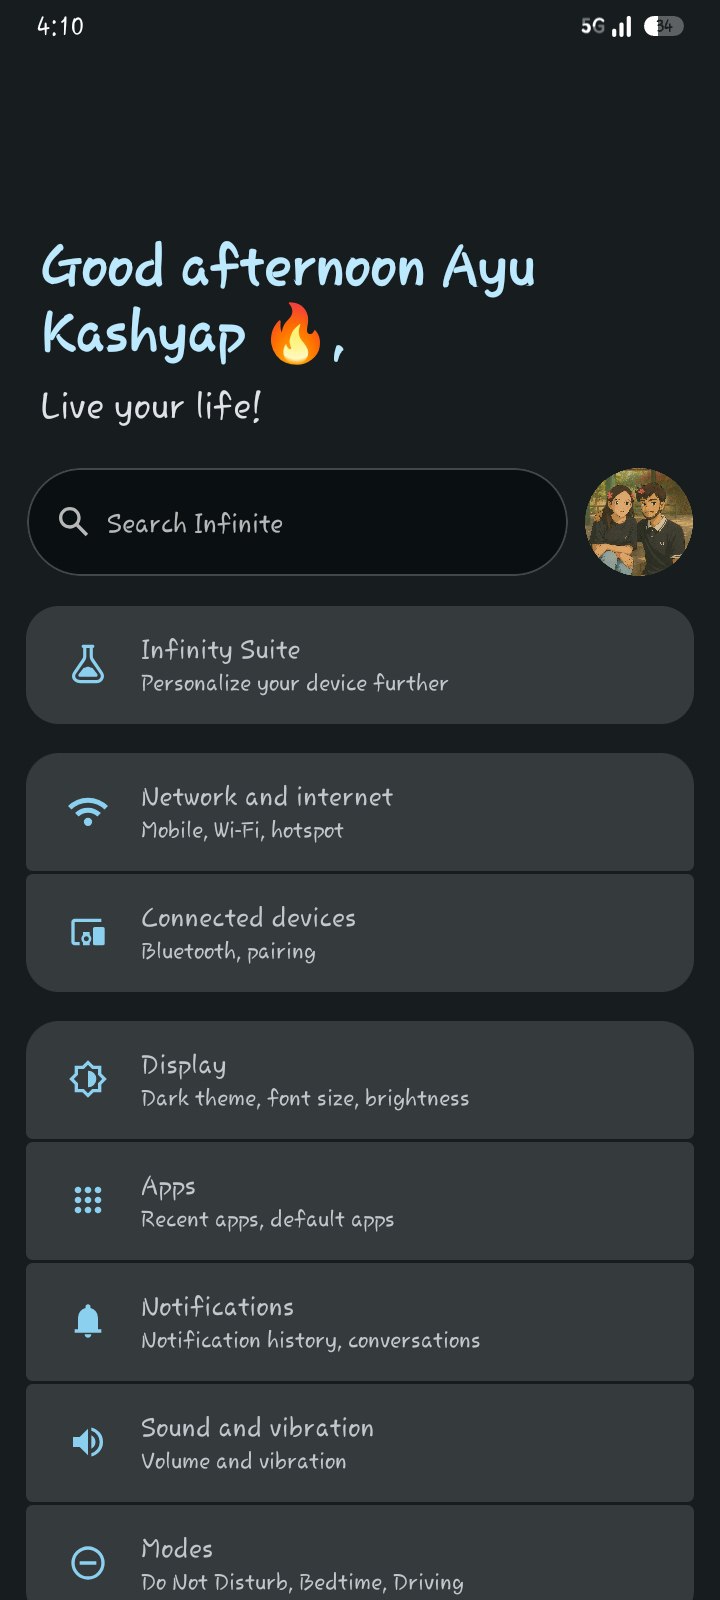 4:10
5G
34
Good afternoon Ayu
Kashyap 🔥,
Live your life!
Search Infinite
Infinity Suite
Personalize your device further
Network and internet
Mobile, Wi-Fi, hotspot
Connected devices
Bluetooth, pairing
Display
Dark theme, font size, brightness
Apps
Recent apps, default apps
Notifications
Notification history, conversations
Sound and vibration
Volume and vibration
Modes
Do Not Disturb, Bedtime, Driving